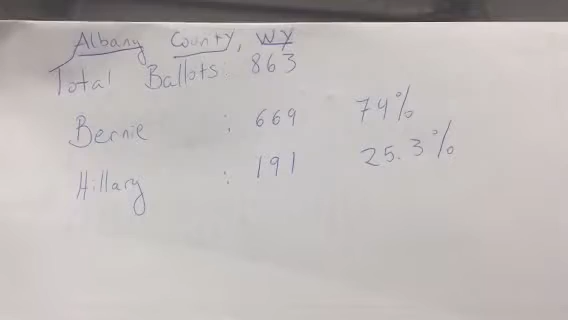 Albany County, WY
Total Ballots: 863
Bernie : 669 74%
Hillary : 191 25.3%